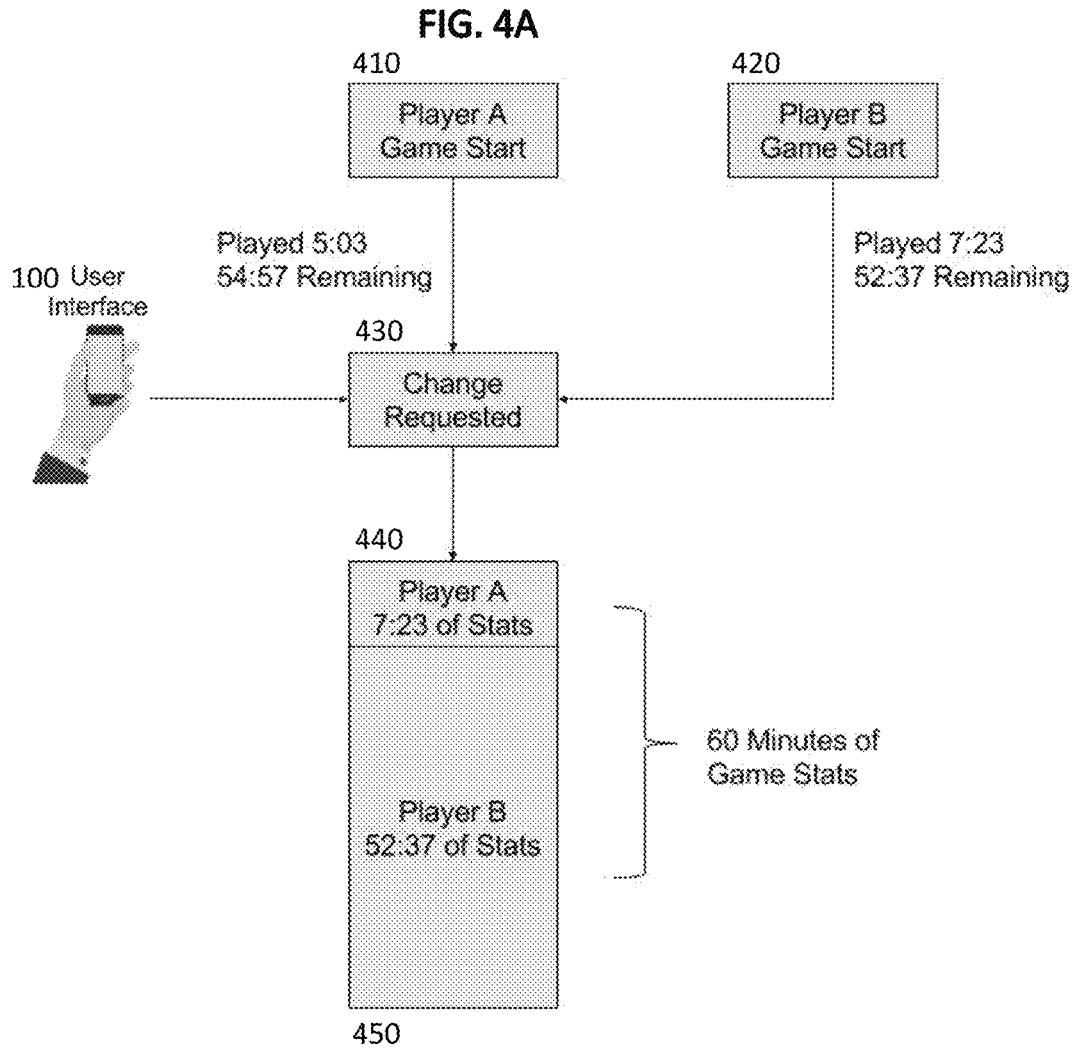 FIG. 4A
410
Player A
Game Start
420
Player B
Game Start
Played 5:03
54:57 Remaining
Played 7:23
52:37 Remaining
100 User
Interface
430
Change
Requested
440
Player A
7:23 of Stats
60 Minutes of
Game Stats
Player B
52:37 of Stats
450